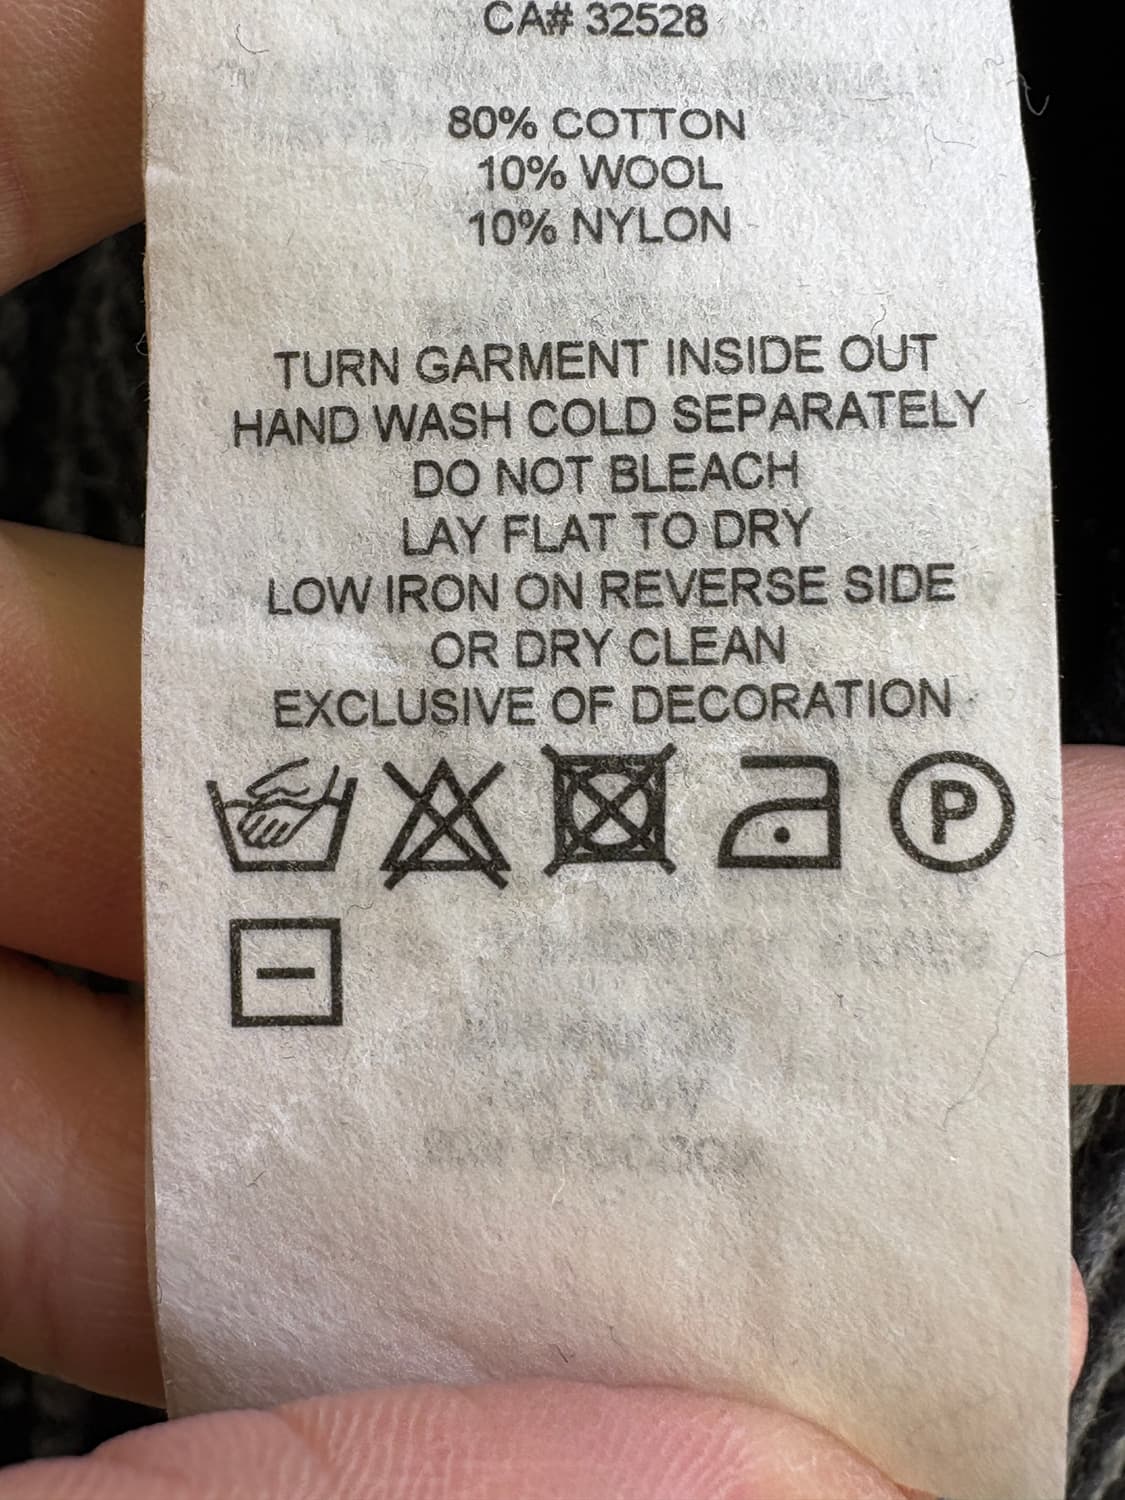 CA# 32528
80% COTTON
10% WOOL
10% NYLON
TURN GARMENT INSIDE OUT
HAND WASH COLD SEPARATELY
DO NOT BLEACH
LAY FLAT TO DRY
LOW IRON ON REVERSE SIDE
OR DRY CLEAN
EXCLUSIVE OF DECORATION
P